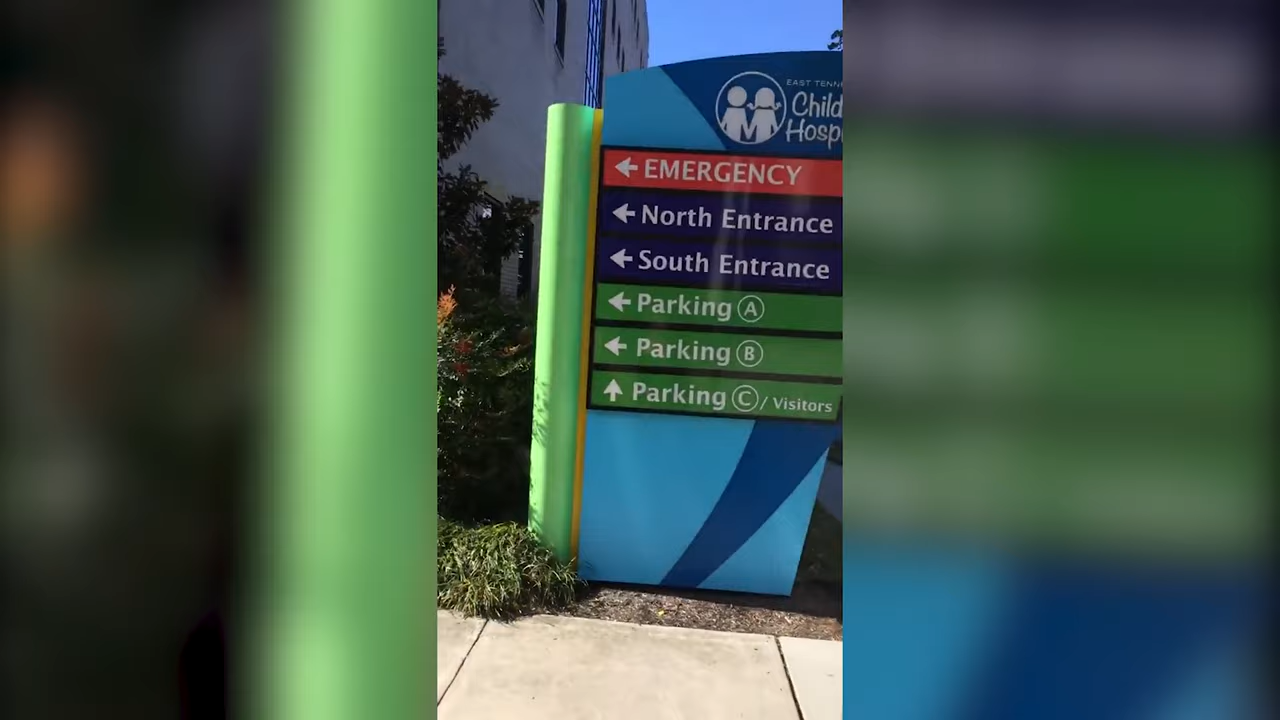 EAST TENN
Child
Hosp
← EMERGENCY
← North Entrance
← South Entrance
← Parking Ⓐ
← Parking Ⓑ
↑ Parking Ⓒ / Visitors